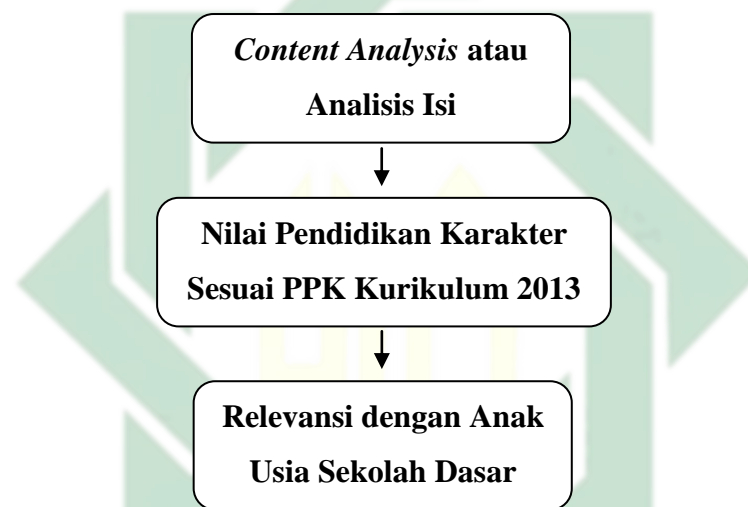 Content Analysis atau
Analisis Isi
Nilai Pendidikan Karakter
Sesuai PPK Kurikulum 2013
Relevansi dengan Anak
Usia Sekolah Dasar